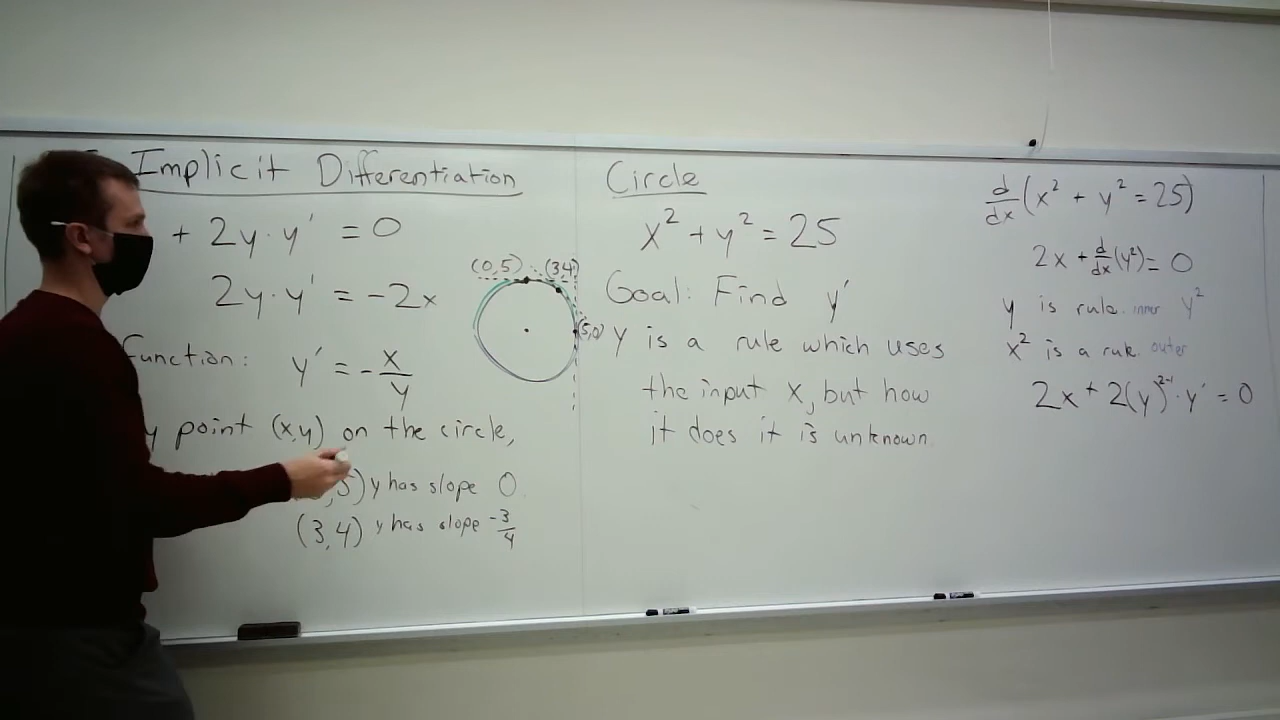 Implicit Differentiation
+ 2y · y' = 0
2y · y' = -2x
Function: y' = -x/y
y point (x,y) on the circle,
,5) y has slope 0
(3,4) y has slope -3/4
(0,5) (3,4)
(5,0)
Circle
x² + y² = 25
Goal: Find y'
y is a rule which uses
the input x, but how
it does it is unknown.
d/dx (x² + y² = 25)
2x + d/dx (y²) = 0
y is rule inner y²
x² is a rule outer
2x + 2(y)²⁻¹ · y' = 0